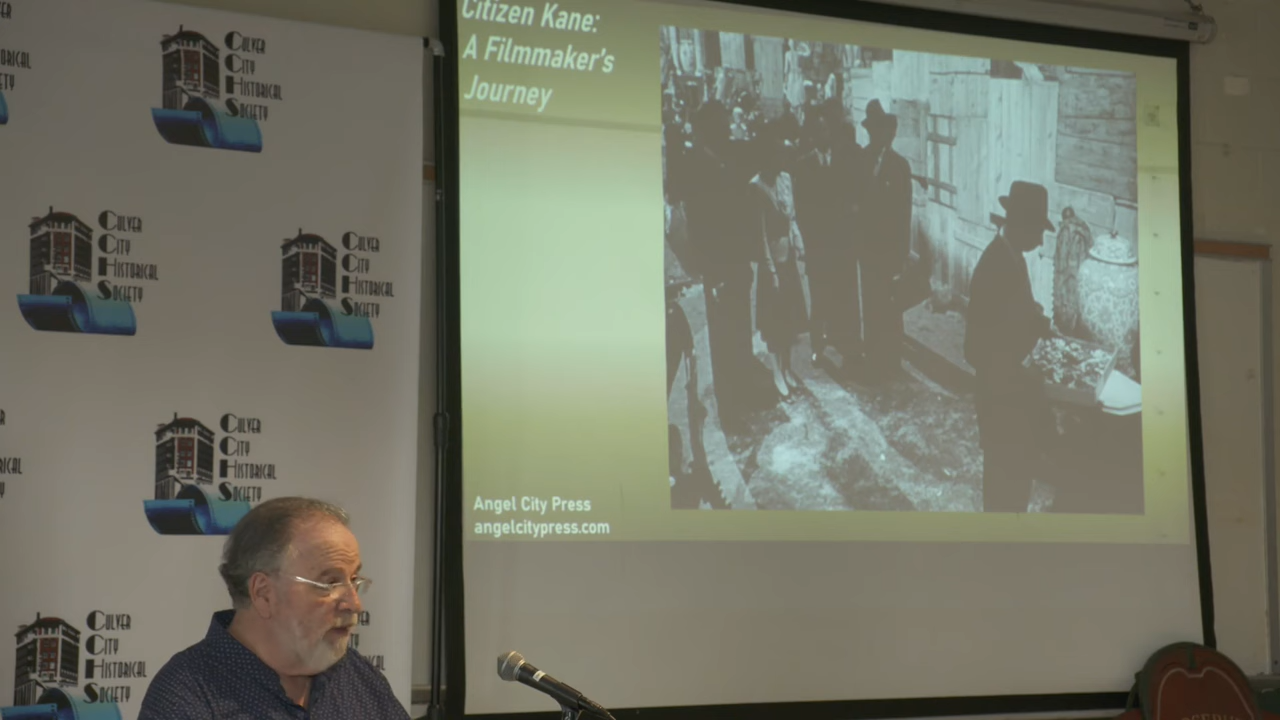 Citizen Kane:
A Filmmaker's
Journey
Angel City Press
angelcitypress.com
CULVER
CITY
HISTORICAL
SOCIETY
CULVER
CITY
HISTORICAL
SOCIETY
CULVER
CITY
HISTORICAL
SOCIETY
CULVER
CITY
HISTORICAL
SOCIETY
CULVER
CITY
HISTORICAL
SOCIETY